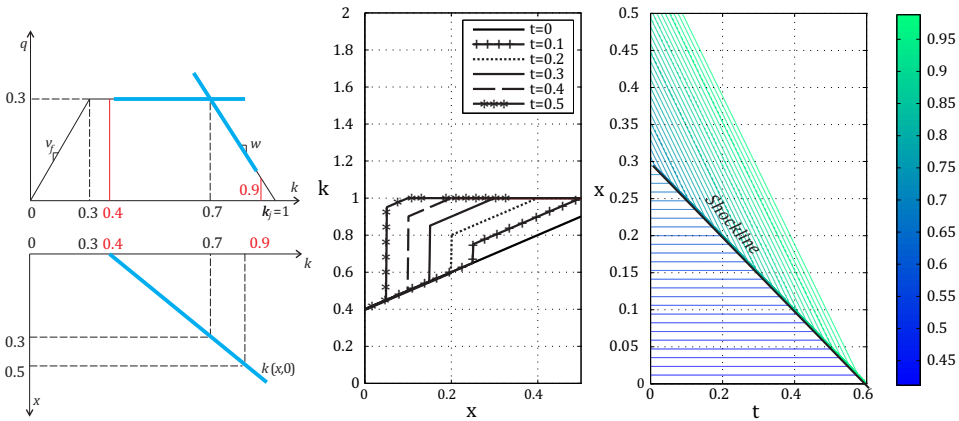 q
0.3
v_f
w
0.9
k
0
0.3
0.4
0.7
k_j=1
0
0.3
0.4
0.7
0.9
k
0.3
0.5
k(x,0)
x
2
1.8
1.6
1.4
1.2
1
0.8
0.6
0.4
0.2
0
k
t=0
t=0.1
t=0.2
t=0.3
t=0.4
t=0.5
0
0.2
0.4
x
0.5
0.45
0.4
0.35
0.3
0.25
0.2
0.15
0.1
0.05
0
x
Shockline
0
0.2
0.4
0.6
t
0.95
0.9
0.85
0.8
0.75
0.7
0.65
0.6
0.55
0.5
0.45